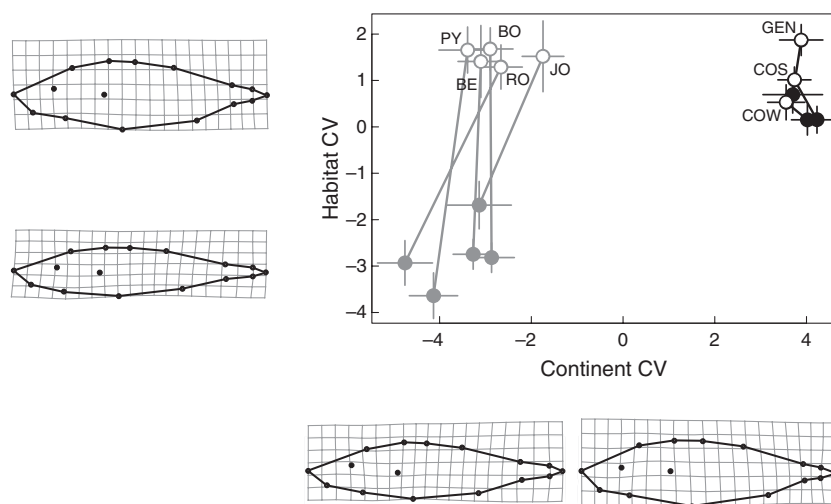 2
1
0
–1
–2
–3
–4
Habitat CV
PY
BO
BE
RO
JO
GEN
COS
COW
–4
–2
0
2
4
Continent CV